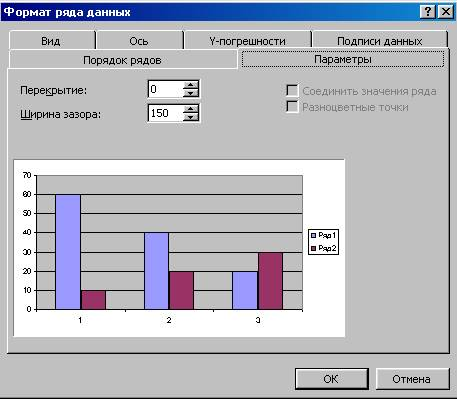 Формат ряда данных
Вид Ось Y-погрешности Подписи данных
Порядок рядов Параметры
Перекрытие: 0
Ширина зазора: 150
Соединить значения ряда
Разноцветные точки
70
60
50
40
30
20
10
0
1 2 3
Ряд1
Ряд2
OK Отмена